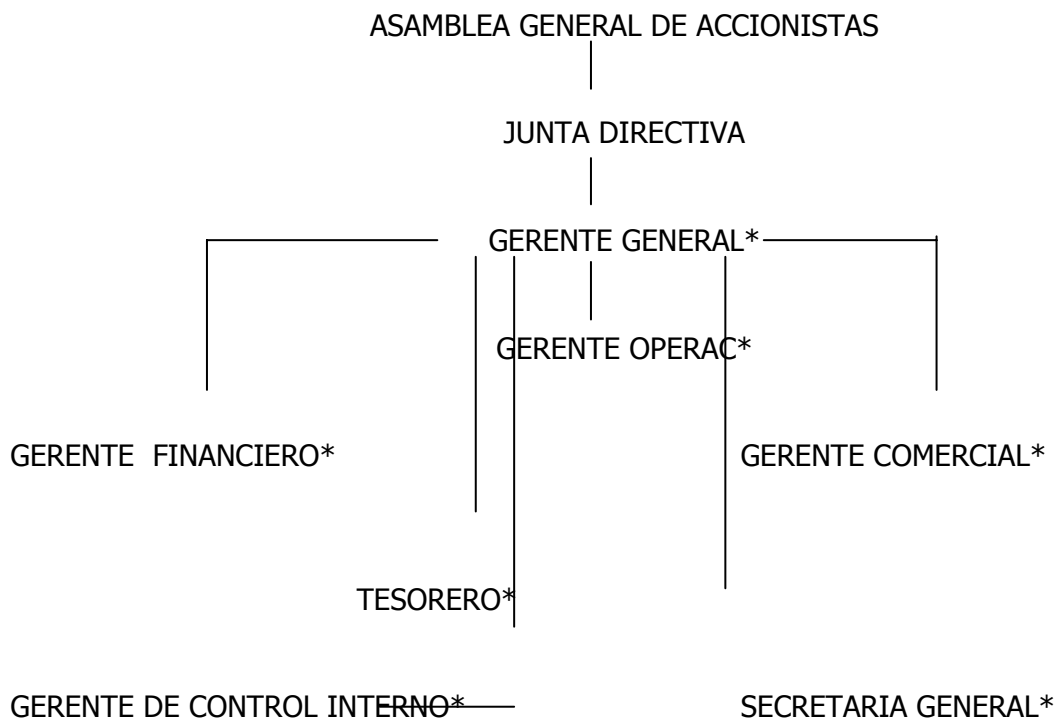 ASAMBLEA GENERAL DE ACCIONISTAS
JUNTA DIRECTIVA
GERENTE GENERAL*
GERENTE OPERAC*
GERENTE FINANCIERO*
GERENTE COMERCIAL*
TESORERO*
GERENTE DE CONTROL INTERNO*
SECRETARIA GENERAL*